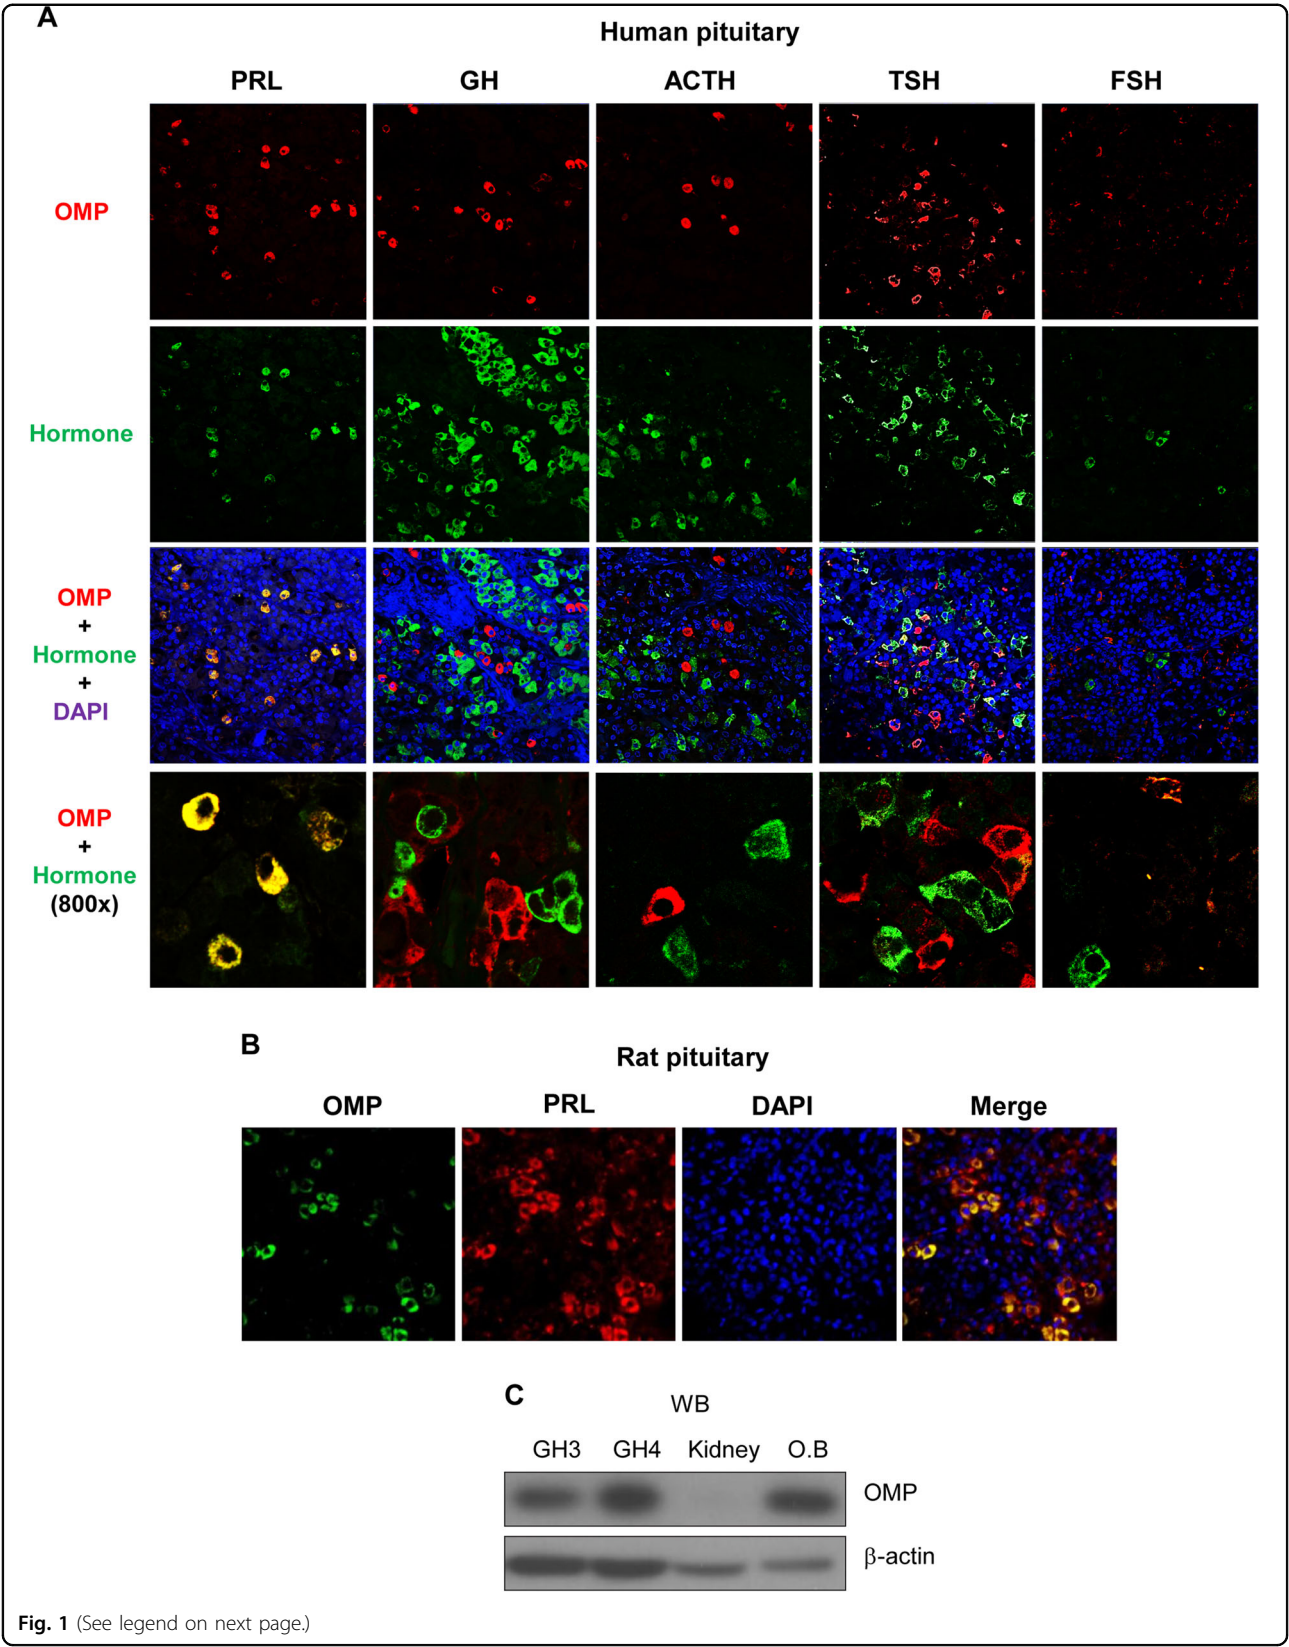 A
Human pituitary
PRL GH ACTH TSH FSH
OMP
Hormone
OMP
+
Hormone
+
DAPI
OMP
+
Hormone
(800x)
B
Rat pituitary
OMP PRL DAPI Merge
C
WB
GH3 GH4 Kidney O.B
OMP
β-actin
Fig. 1 (See legend on next page.)